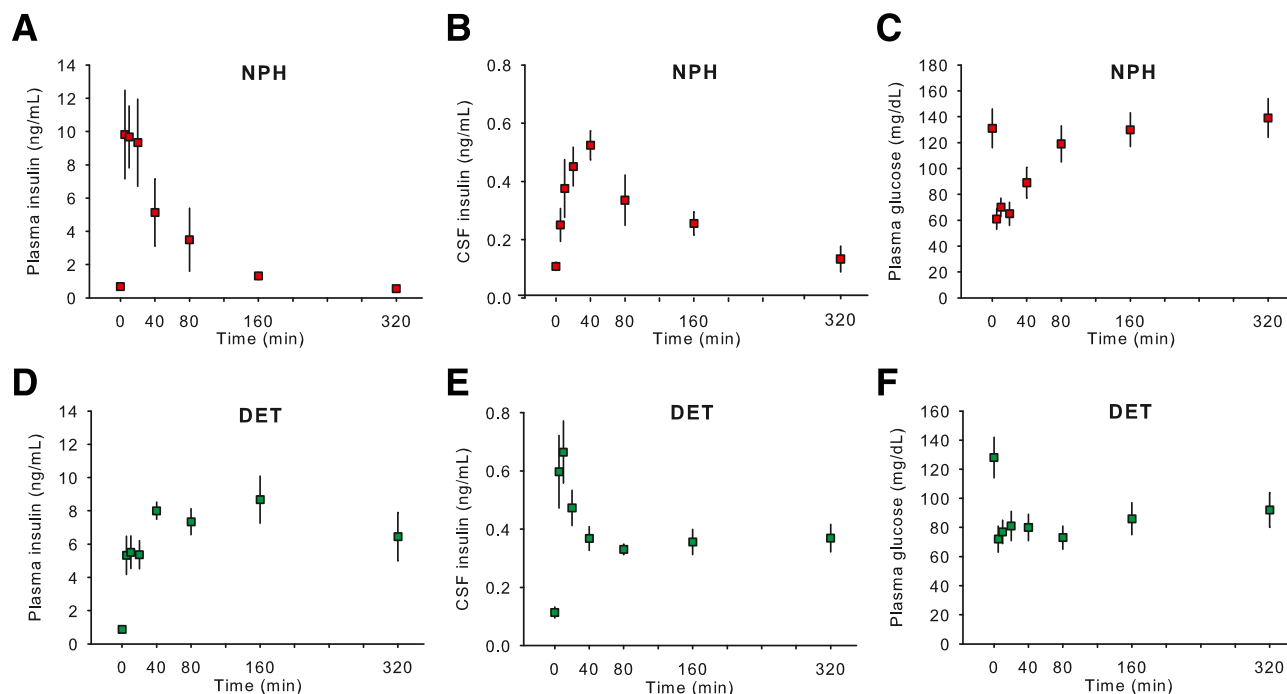 A
NPH
Plasma insulin (ng/mL)
14
12
10
8
6
4
2
0
0 40 80 160 320
Time (min)
B
NPH
CSF insulin (ng/mL)
0.8
0.6
0.4
0.2
0.0
0 40 80 160 320
Time (min)
C
NPH
Plasma glucose (mg/dL)
180
160
140
120
100
80
60
40
20
0
0 40 80 160 320
Time (min)
D
DET
Plasma insulin (ng/mL)
14
12
10
8
6
4
2
0
0 40 80 160 320
Time (min)
E
DET
CSF insulin (ng/mL)
0.8
0.6
0.4
0.2
0.0
0 40 80 160 320
Time (min)
F
DET
Plasma glucose (mg/dL)
160
140
120
100
80
60
40
20
0
0 40 80 160 320
Time (min)